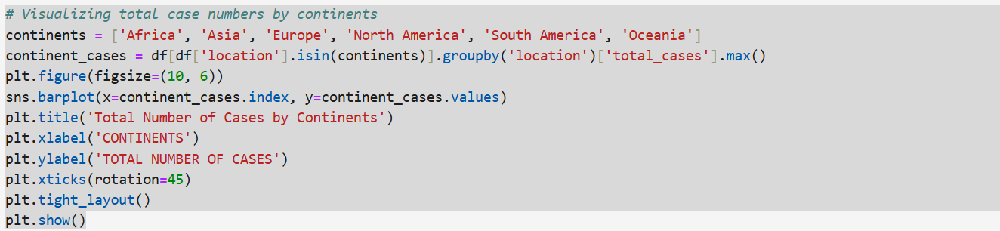 # Visualizing total case numbers by continents
continents = ['Africa', 'Asia', 'Europe', 'North America', 'South America', 'Oceania']
continent_cases = df[df['location'].isin(continents)].groupby('location')['total_cases'].max()
plt.figure(figsize=(10, 6))
sns.barplot(x=continent_cases.index, y=continent_cases.values)
plt.title('Total Number of Cases by Continents')
plt.xlabel('CONTINENTS')
plt.ylabel('TOTAL NUMBER OF CASES')
plt.xticks(rotation=45)
plt.tight_layout()
plt.show()